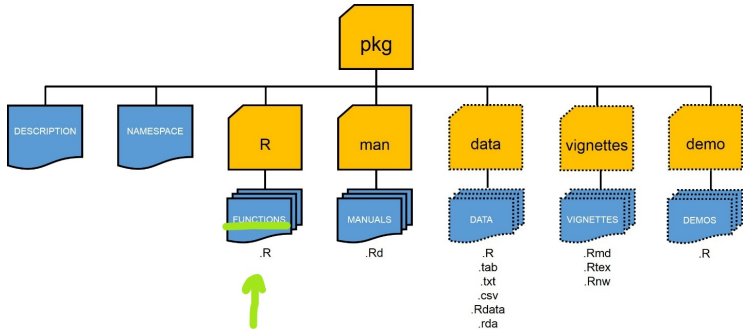 pkg
DESCRIPTION
NAMESPACE
R
man
data
vignettes
demo
FUNCTIONS
MANUALS
DATA
VIGNETTES
DEMOS
.R
.Rd
.R
.tab
.txt
.csv
.Rdata
.rda
.Rmd
.Rtex
.Rnw
.R